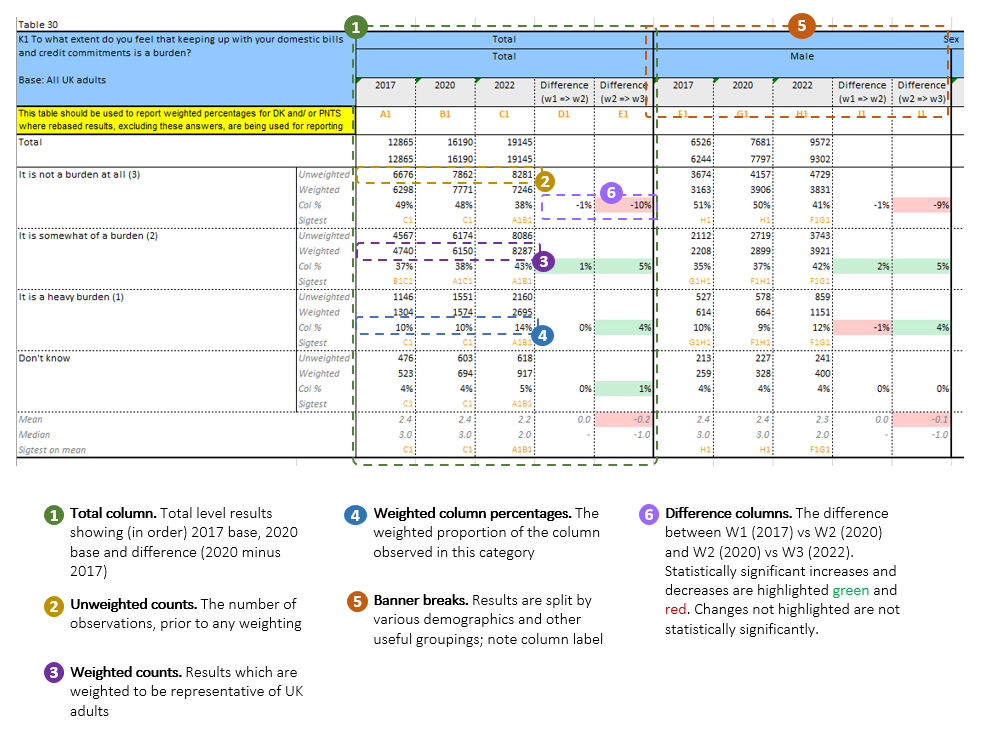 Table 30
K1 To what extent do you feel that keeping up with your domestic bills and credit commitments is a burden?
Base: All UK adults
1
5
Total
Sex
Total
Male
2017 2020 2022 Difference (w1 => w2) Difference (w2 => w3) 2017 2020 2022 Difference (w1 => w2) Difference (w2 => w3)
This table should be used to report weighted percentages for DK and/ or PNTS where rebased results, excluding these answers, are being used for reporting
A1 B1 C1 D1 E1 F1 G1 H1 I1 J1
Total 12865 16190 19145 6526 7681 9572
12865 16190 19145 6244 7797 9302
It is not a burden at all (3) Unweighted 6676 7862 8281 3674 4157 4729
2
6
Weighted 6298 7771 7246 3163 3906 3831
Col % 49% 48% 38% -1% -10% 51% 50% 41% -1% -9%
Sigtest C1 C1 A1B1 H1 H1 F1G1
It is somewhat of a burden (2) Unweighted 4567 6174 8086 2112 2719 3743
Weighted 4740 6150 8287 2208 2899 3921
3
Col % 37% 38% 43% 1% 5% 35% 37% 42% 2% 5%
Sigtest B1C1 A1C1 A1B1 G1H1 F1H1 F1G1
It is a heavy burden (1) Unweighted 1146 1551 2160 527 578 859
Weighted 1304 1574 2695 614 664 1151
Col % 10% 10% 14% 0% 4% 10% 9% 12% -1% 4%
4
Sigtest C1 C1 A1B1 G1H1 F1H1 F1G1
Don't know Unweighted 476 603 618 213 227 241
Weighted 523 694 917 259 328 400
Col % 4% 4% 5% 0% 1% 4% 4% 4% 0% 0%
Sigtest C1 C1 A1B1
Mean 2.4 2.4 2.2 0.0 -0.2 2.4 2.4 2.3 0.0 -0.1
Median 3.0 3.0 2.0 - -1.0 3.0 3.0 2.0 - -1.0
Sigtest on mean C1 C1 A1B1 H1 H1 F1G1
1 Total column. Total level results
showing (in order) 2017 base, 2020
base and difference (2020 minus
2017)
2 Unweighted counts. The number of
observations, prior to any weighting
3 Weighted counts. Results which are
weighted to be representative of UK
adults
4 Weighted column percentages. The
weighted proportion of the column
observed in this category
5 Banner breaks. Results are split by
various demographics and other
useful groupings; note column label
6 Difference columns. The difference
between W1 (2017) vs W2 (2020)
and W2 (2020) vs W3 (2022).
Statistically significant increases and
decreases are highlighted green and
red. Changes not highlighted are not
statistically significantly.